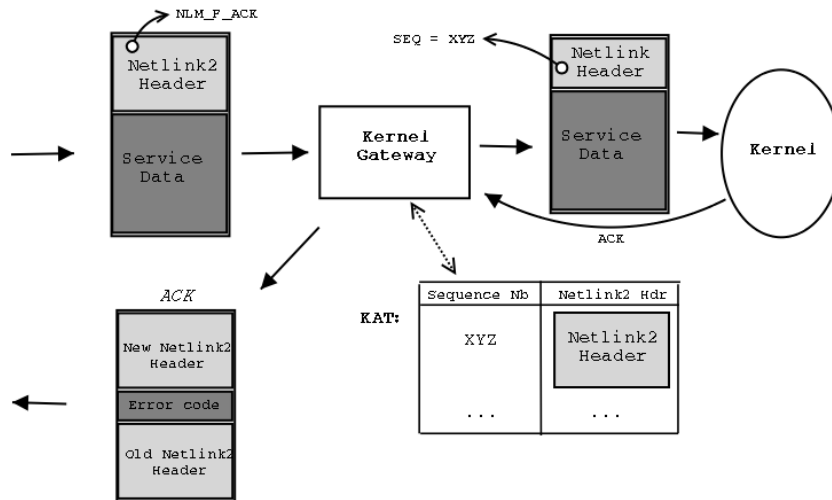 NLM_F_ACK
Netlink2
Header
Service
Data
Kernel
Gateway
SEQ = XYZ
Netlink
Header
Service
Data
Kernel
ACK
ACK
New Netlink2
Header
Error code
Old Netlink2
Header
KAT:
Sequence Nb
Netlink2 Hdr
XYZ
Netlink2
Header
...
...